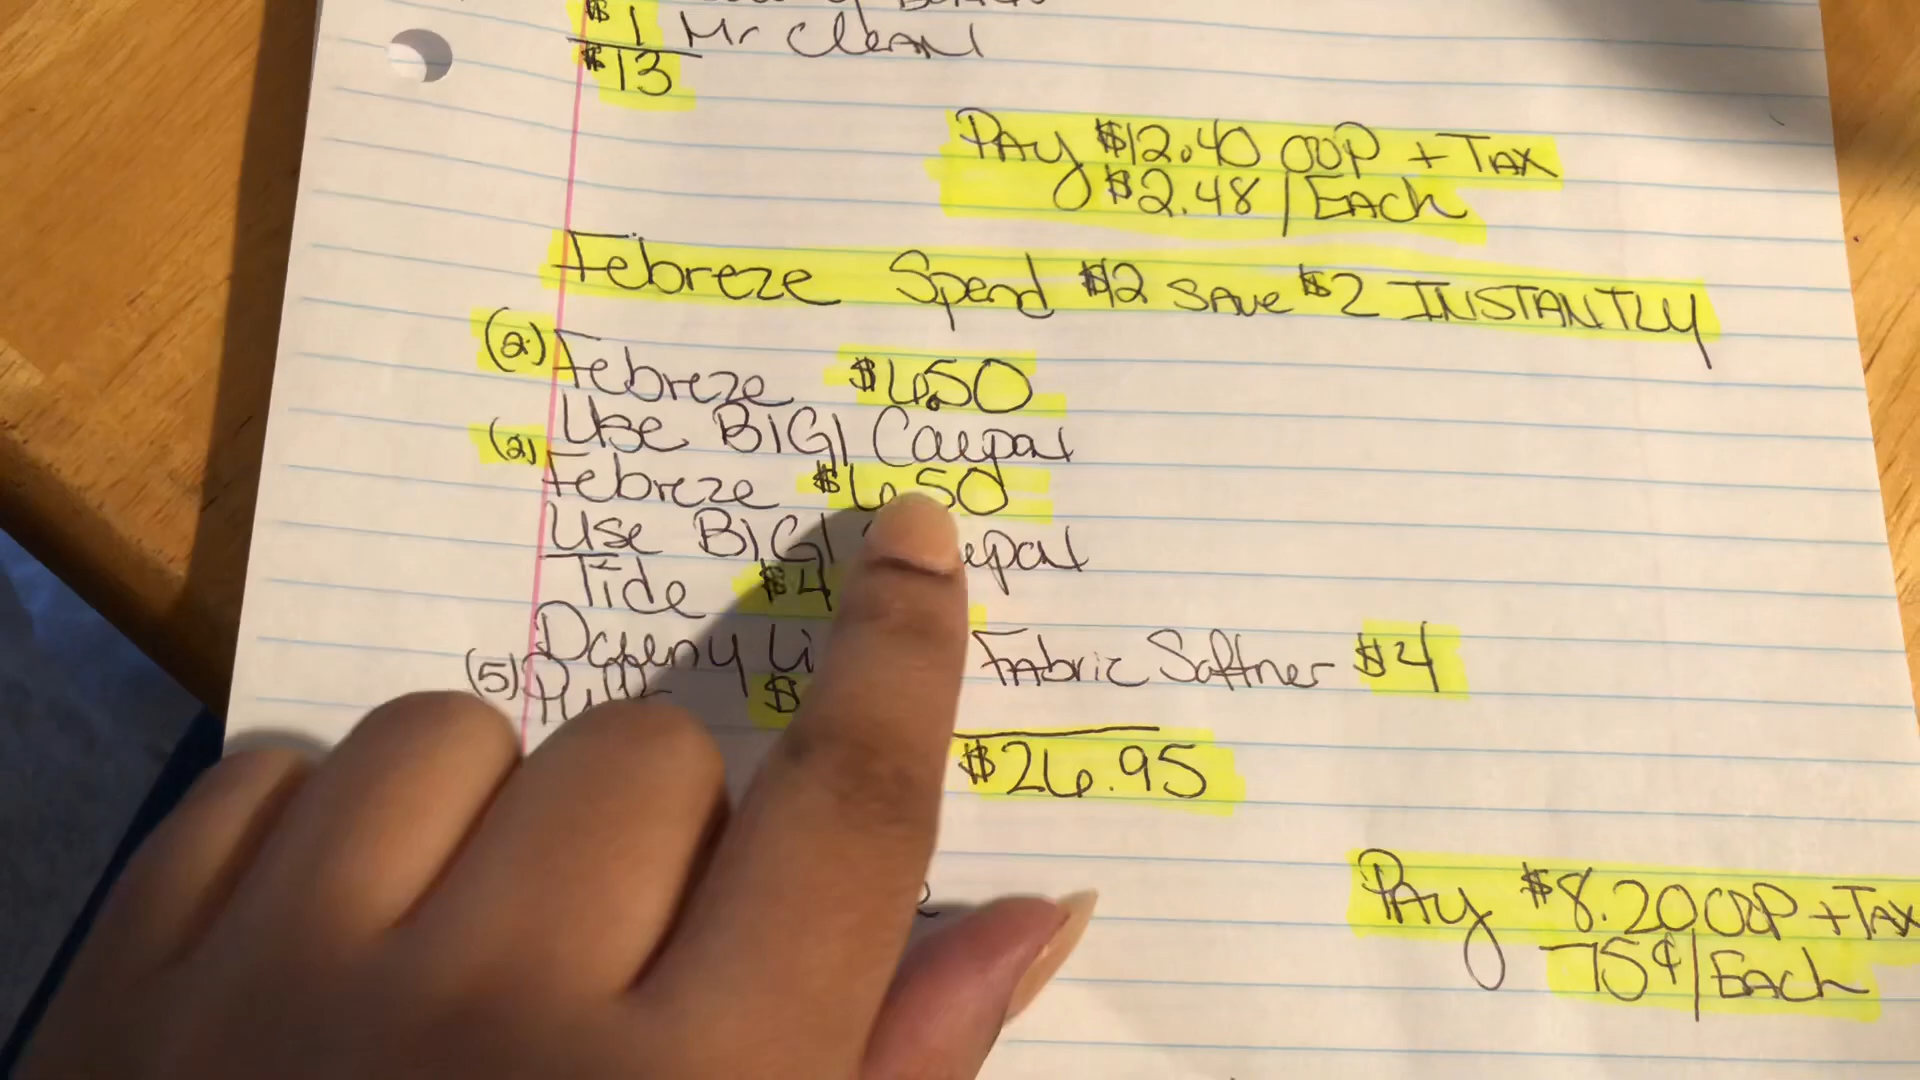 $1 Mr Clean
$13
Pay $12.40 OOP + Tax
$2.48 | Each
Febreze Spend $12 Save $2 INSTANTLY
(2) Febreze $6.50
Use B1G1 Caupon
(2) Febreze $6.50
Use B1G1
Tide $4
Fabric Softner $4
(5) $
$26.95
Pay $8.20 OOP + Tax
75¢ | Each